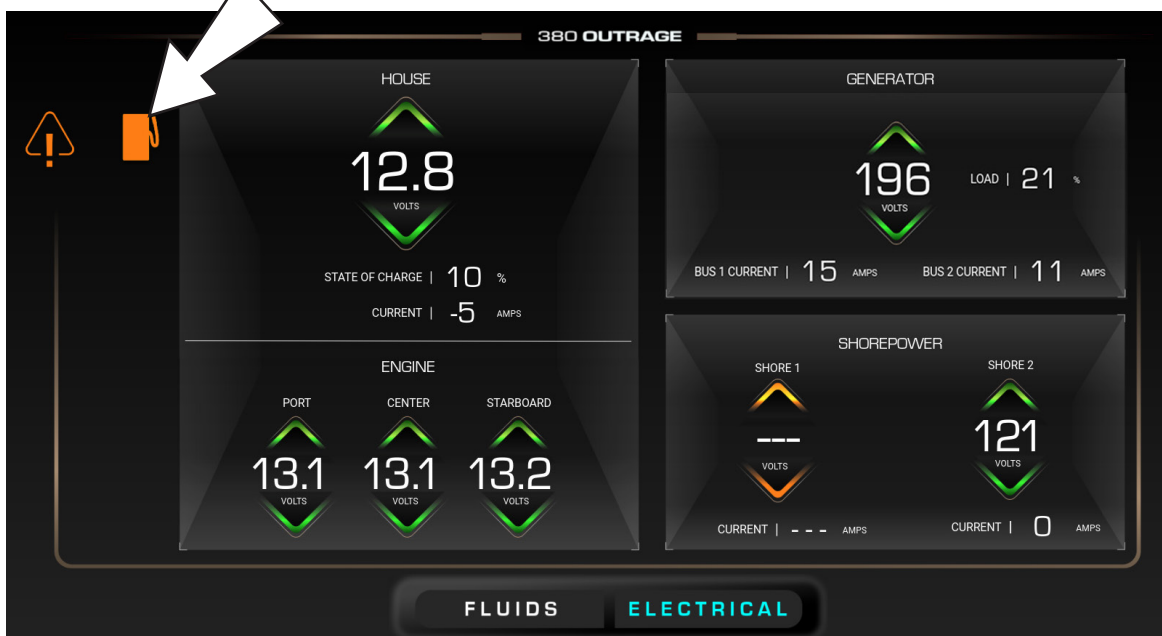 380 OUTRAGE
HOUSE
12.8
VOLTS
STATE OF CHARGE | 10 %
CURRENT | -5 AMPS
ENGINE
PORT CENTER STARBOARD
13.1 13.1 13.2
VOLTS VOLTS VOLTS
GENERATOR
196
VOLTS
LOAD | 21 %
BUS 1 CURRENT | 15 AMPS BUS 2 CURRENT | 11 AMPS
SHOREPOWER
SHORE 1 SHORE 2
--- 121
VOLTS VOLTS
CURRENT | --- AMPS CURRENT | 0 AMPS
FLUIDS ELECTRICAL